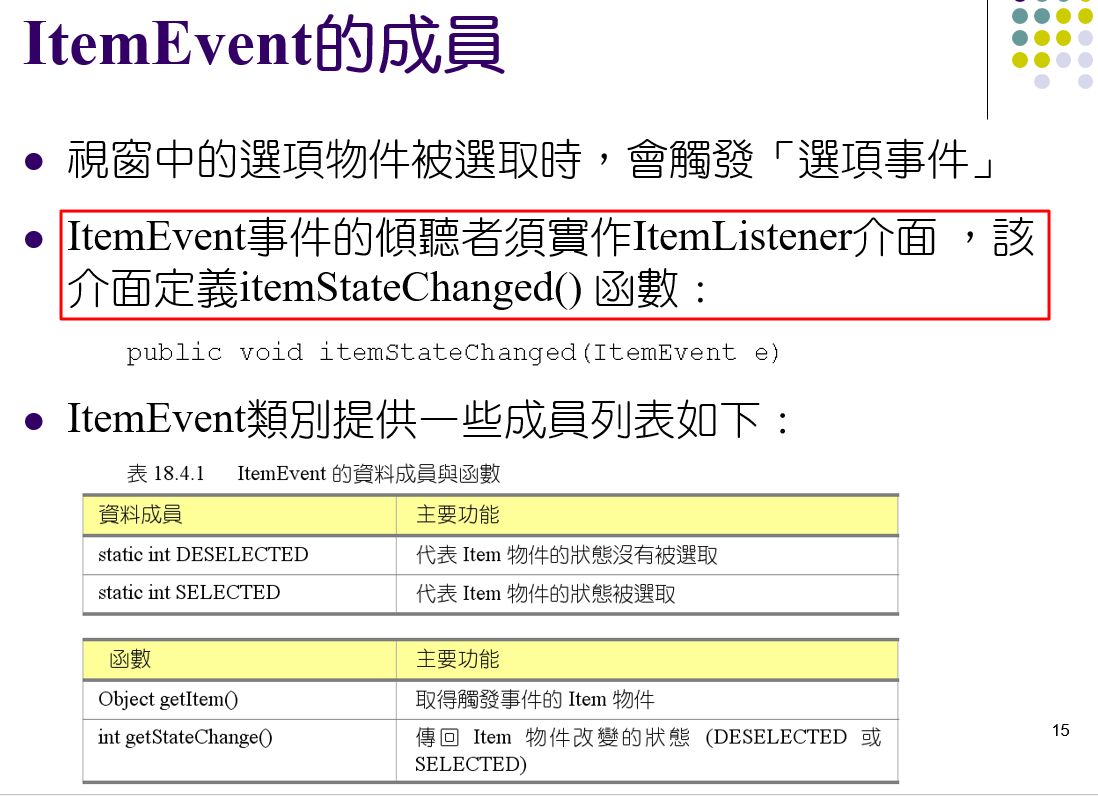 ItemEvent的成員
視窗中的選項物件被選取時，會觸發「選項事件」
ItemEvent事件的傾聽者須實作ItemListener介面 ，該
介面定義itemStateChanged() 函數：
public void itemStateChanged(ItemEvent e)
ItemEvent類別提供一些成員列表如下：
表 18.4.1 ItemEvent 的資料成員與函數
資料成員 主要功能
static int DESELECTED 代表 Item 物件的狀態沒有被選取
static int SELECTED 代表 Item 物件的狀態被選取
函數 主要功能
Object getItem() 取得觸發事件的 Item 物件
int getStateChange() 傳回 Item 物件改變的狀態 (DESELECTED 或
SELECTED)
15